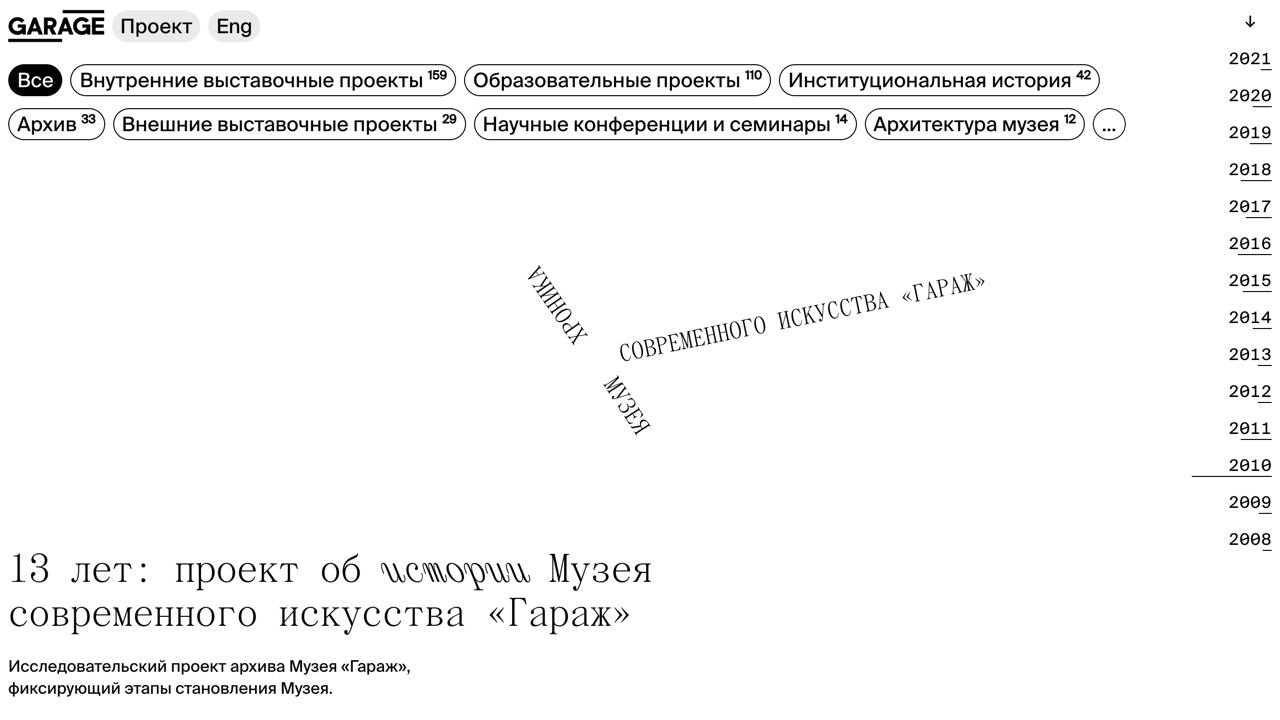 GARAGE Проект Eng
Все Внутренние выставочные проекты 159 Образовательные проекты 110 Институциональная история 42
Архив 33 Внешние выставочные проекты 29 Научные конференции и семинары 14 Архитектура музея 12 ...
ХРОНИКА
МУЗЕЯ
СОВРЕМЕННОГО ИСКУССТВА «ГАРАЖ»
13 лет: проект об истории Музея
современного искусства «Гараж»
Исследовательский проект архива Музея «Гараж»,
фиксирующий этапы становления Музея.
↓
2021
2020
2019
2018
2017
2016
2015
2014
2013
2012
2011
2010
2009
2008